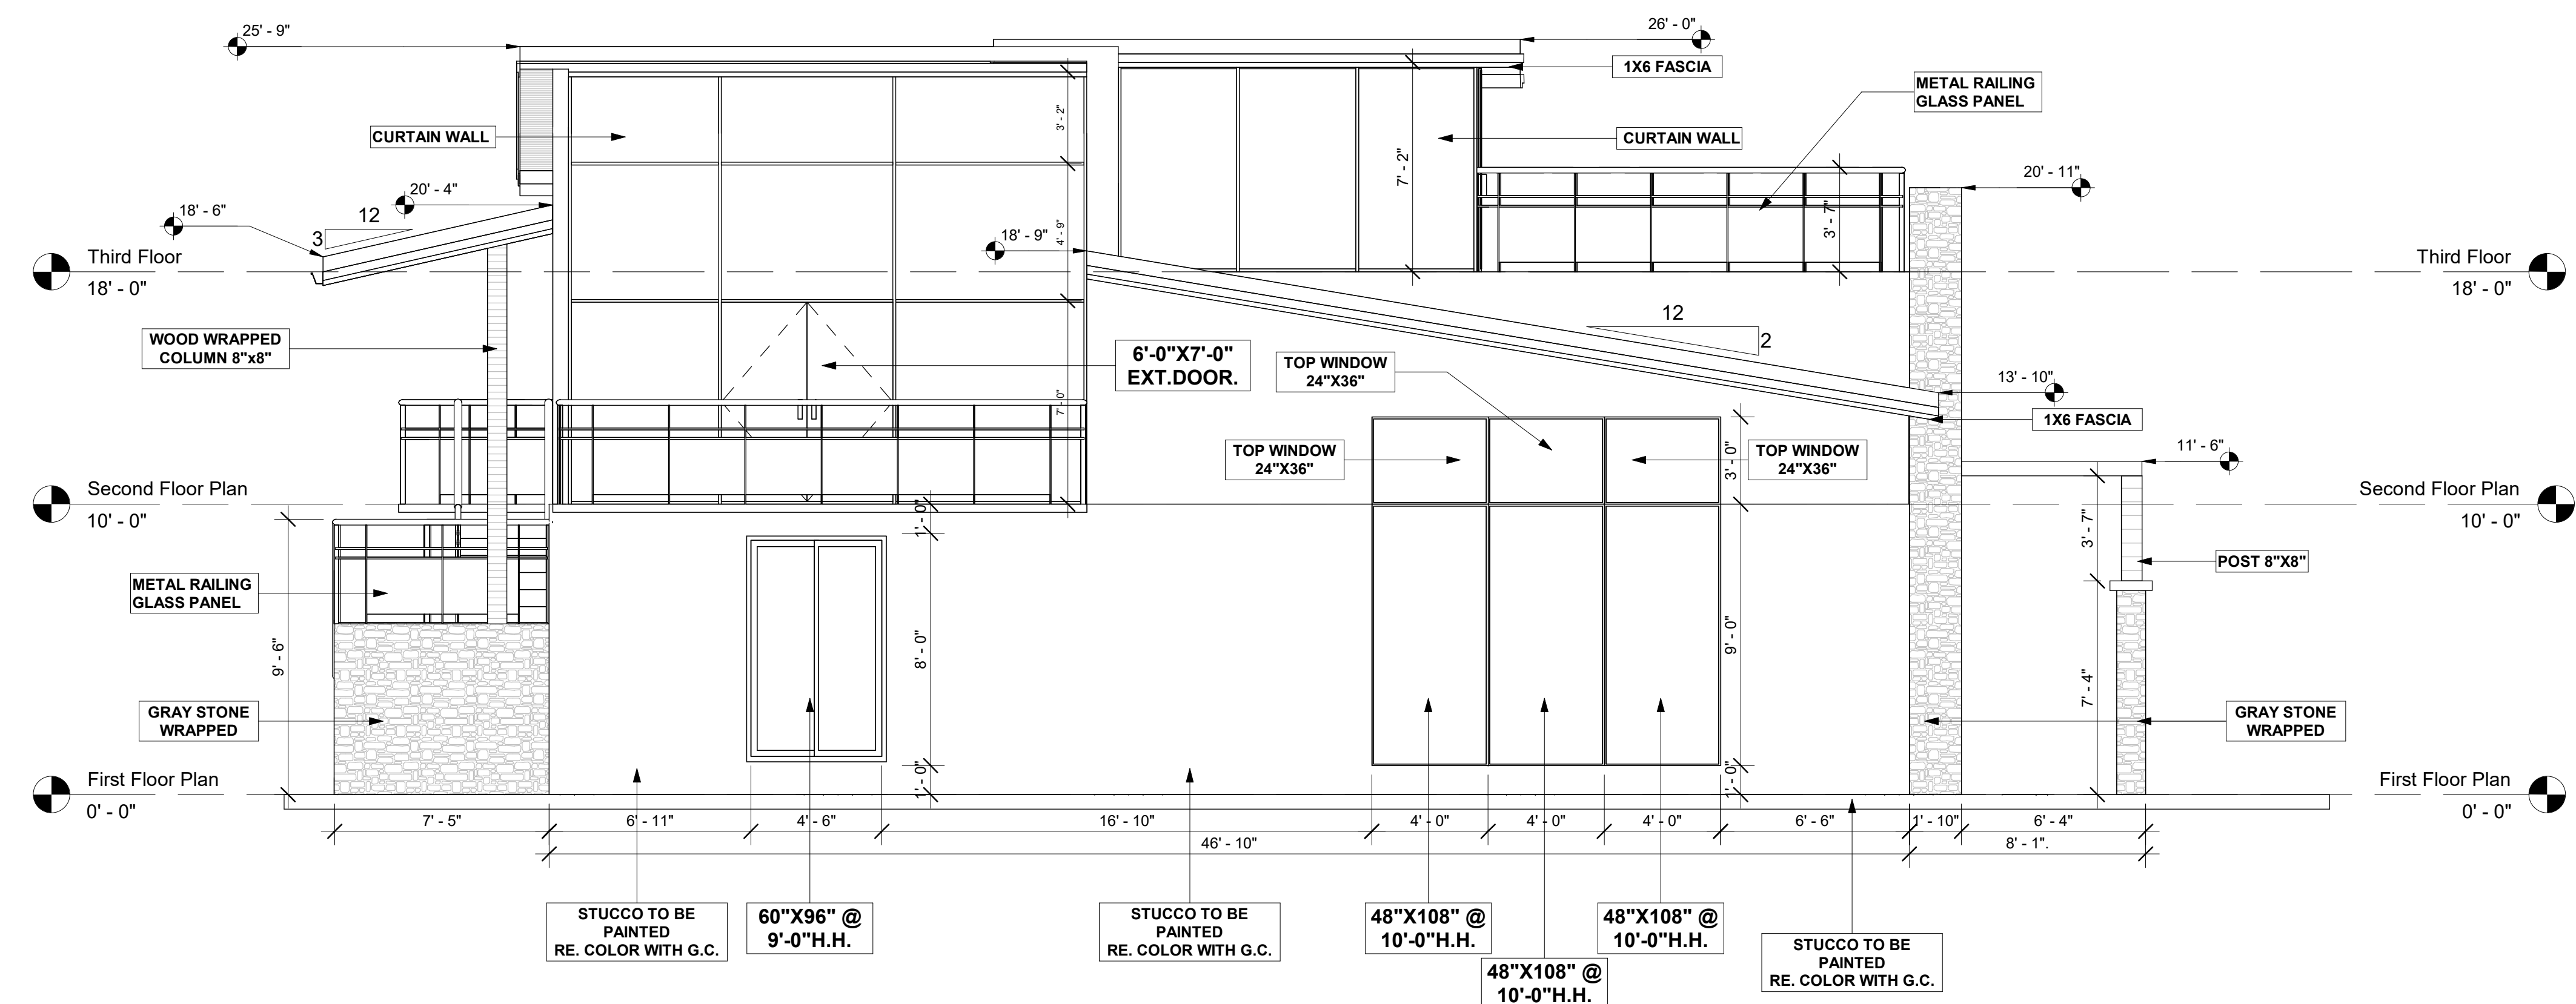 25' - 9"
26' - 0"
1X6 FASCIA
METAL RAILING
GLASS PANEL
3' - 2"
CURTAIN WALL
CURTAIN WALL
7' - 2"
20' - 11"
20' - 4"
18' - 6"
12
3
4' - 9"
18' - 9"
3' - 7"
Third Floor
18' - 0"
Third Floor
18' - 0"
12
2
WOOD WRAPPED
COLUMN 8"x8"
6'-0"X7'-0"
EXT.DOOR.
TOP WINDOW
24"X36"
13' - 10"
7' - 0"
1X6 FASCIA
TOP WINDOW
24"X36"
TOP WINDOW
24"X36"
3' - 0"
11' - 6"
Second Floor Plan
10' - 0"
Second Floor Plan
10' - 0"
1' - 0"
3' - 7"
POST 8"X8"
METAL RAILING
GLASS PANEL
9' - 6"
8' - 0"
9' - 0"
7' - 4"
GRAY STONE
WRAPPED
GRAY STONE
WRAPPED
First Floor Plan
0' - 0"
1' - 0"
1' - 0"
First Floor Plan
0' - 0"
7' - 5"
6' - 11"
4' - 6"
16' - 10"
4' - 0"
4' - 0"
4' - 0"
6' - 6"
1' - 10"
6' - 4"
46' - 10"
8' - 1".
STUCCO TO BE
PAINTED
RE. COLOR WITH G.C.
60"X96" @
9'-0"H.H.
STUCCO TO BE
PAINTED
RE. COLOR WITH G.C.
48"X108" @
10'-0"H.H.
48"X108" @
10'-0"H.H.
48"X108" @
10'-0"H.H.
STUCCO TO BE
PAINTED
RE. COLOR WITH G.C.